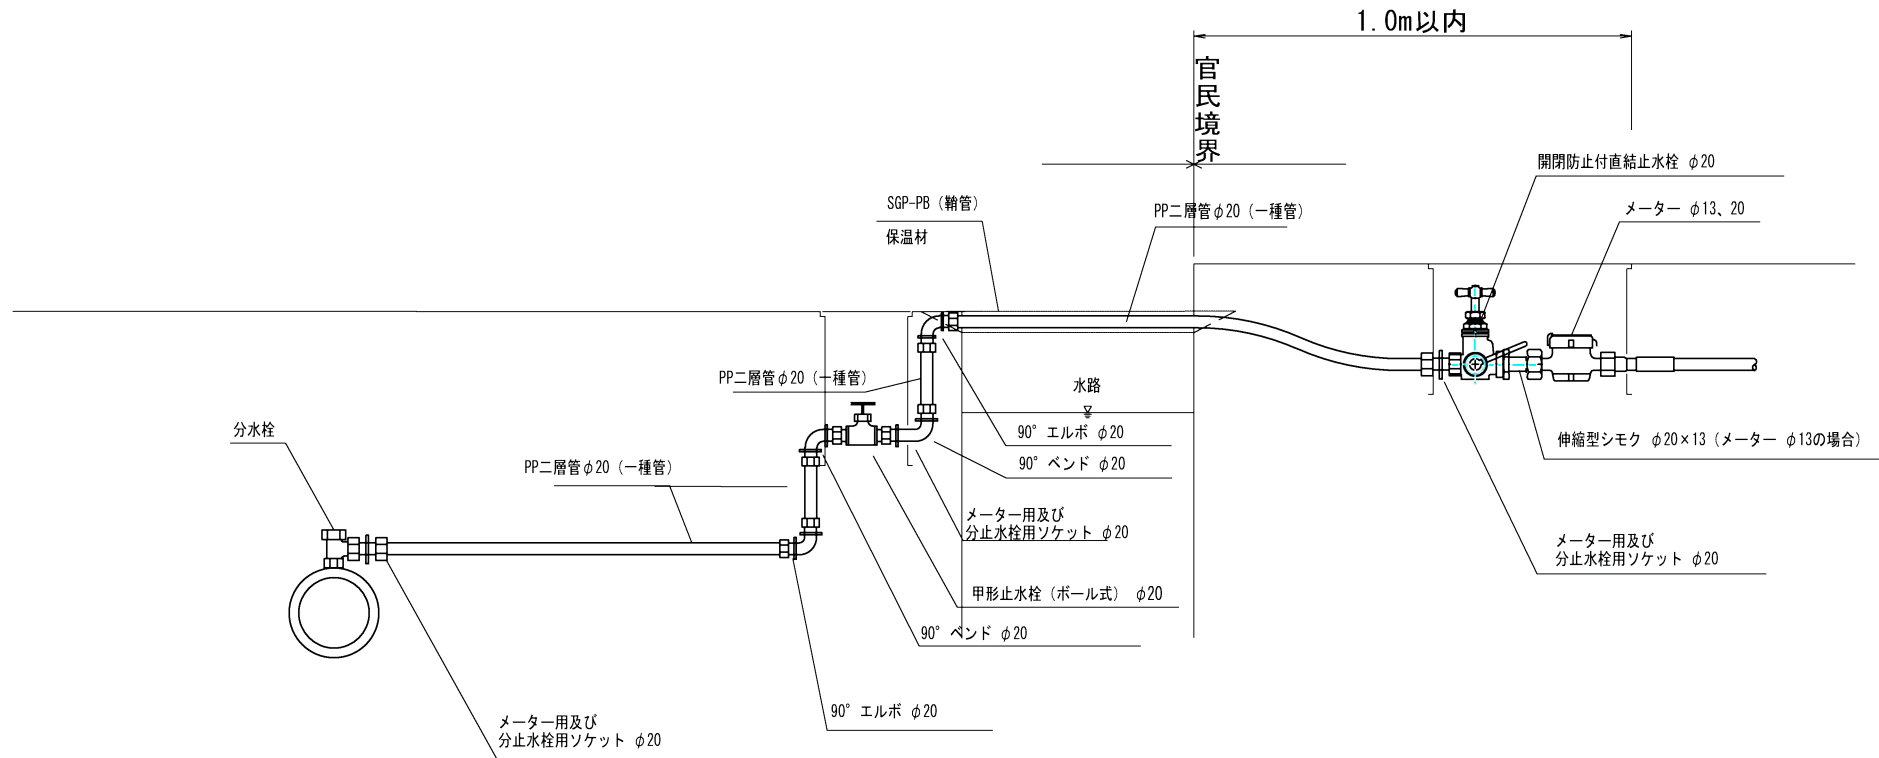 1.0m以内
官民境界
開閉防止付直結止水栓 φ20
SGP-PB（鞘管）
保温材
PP二層管φ20（一種管）
メーター φ13、20
PP二層管φ20（一種管）
水路
分水栓
90°エルボ φ20
伸縮型シモク φ20×13（メーター φ13の場合）
PP二層管φ20（一種管）
90°ベンド φ20
メーター用及び
分止水栓用ソケット φ20
メーター用及び
分止水栓用ソケット φ20
甲形止水栓（ボール式） φ20
90°ベンド φ20
90°エルボ φ20
メーター用及び
分止水栓用ソケット φ20